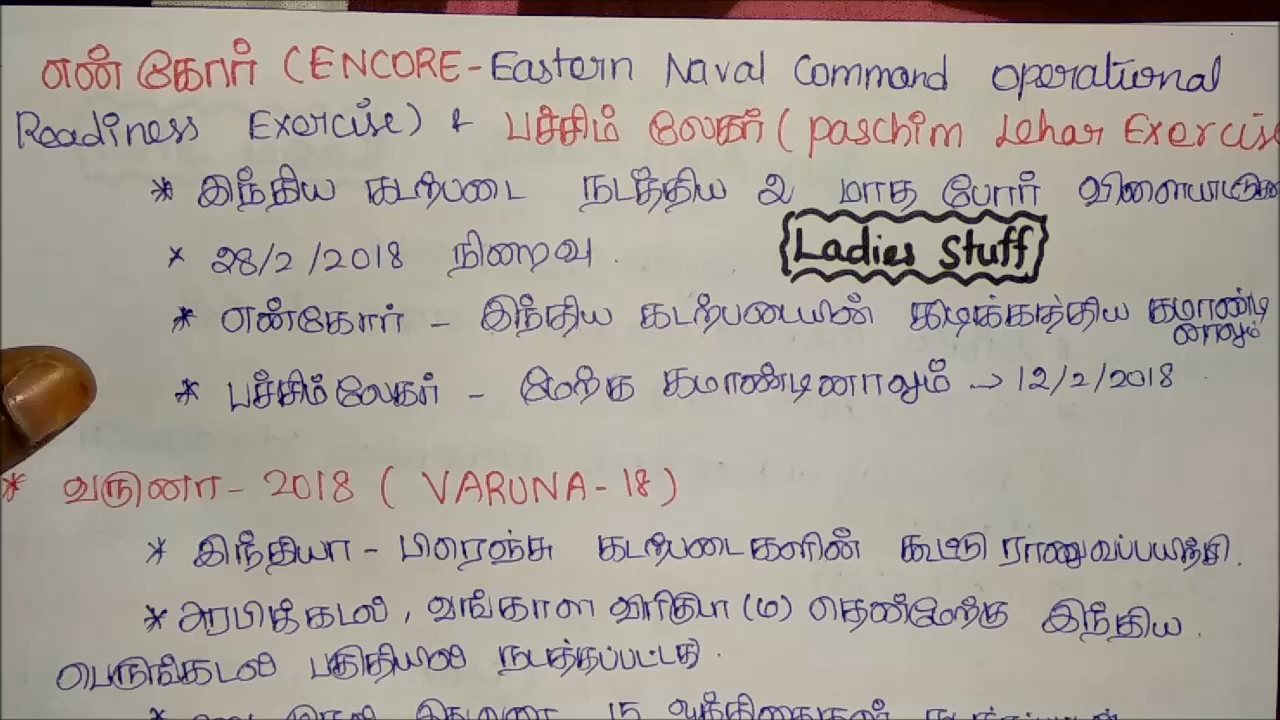 என் கோர் (ENCORE-Eastern Naval Command Operational
Readiness Exercise) & பச்சிம் லேகர் (paschim Lehar Exercise
* இந்திய கடற்படை நடத்திய 2 மாத போர் விளையாட்டு
* 28/2/2018 நிறைவு.
Ladies Stuff
* என்கோர் - இந்திய கடற்படையின் கிழக்கத்திய கமாண்டி
னாலும்
* பச்சிம்லேகர் - மேற்கு கமாண்டினாலும் → 12/2/2018
* வருணா - 2018 ( VARUNA - 18 )
* இந்தியா - பிரெஞ்சு கடற்படைகளின் கூட்டு ராணுவப்பயிற்சி.
* அரபிக்கடல், வங்காள விரிகுடா (ம) தென்மேற்கு இந்திய
பெருங்கடல் பகுதியில் நடத்தப்பட்டது.